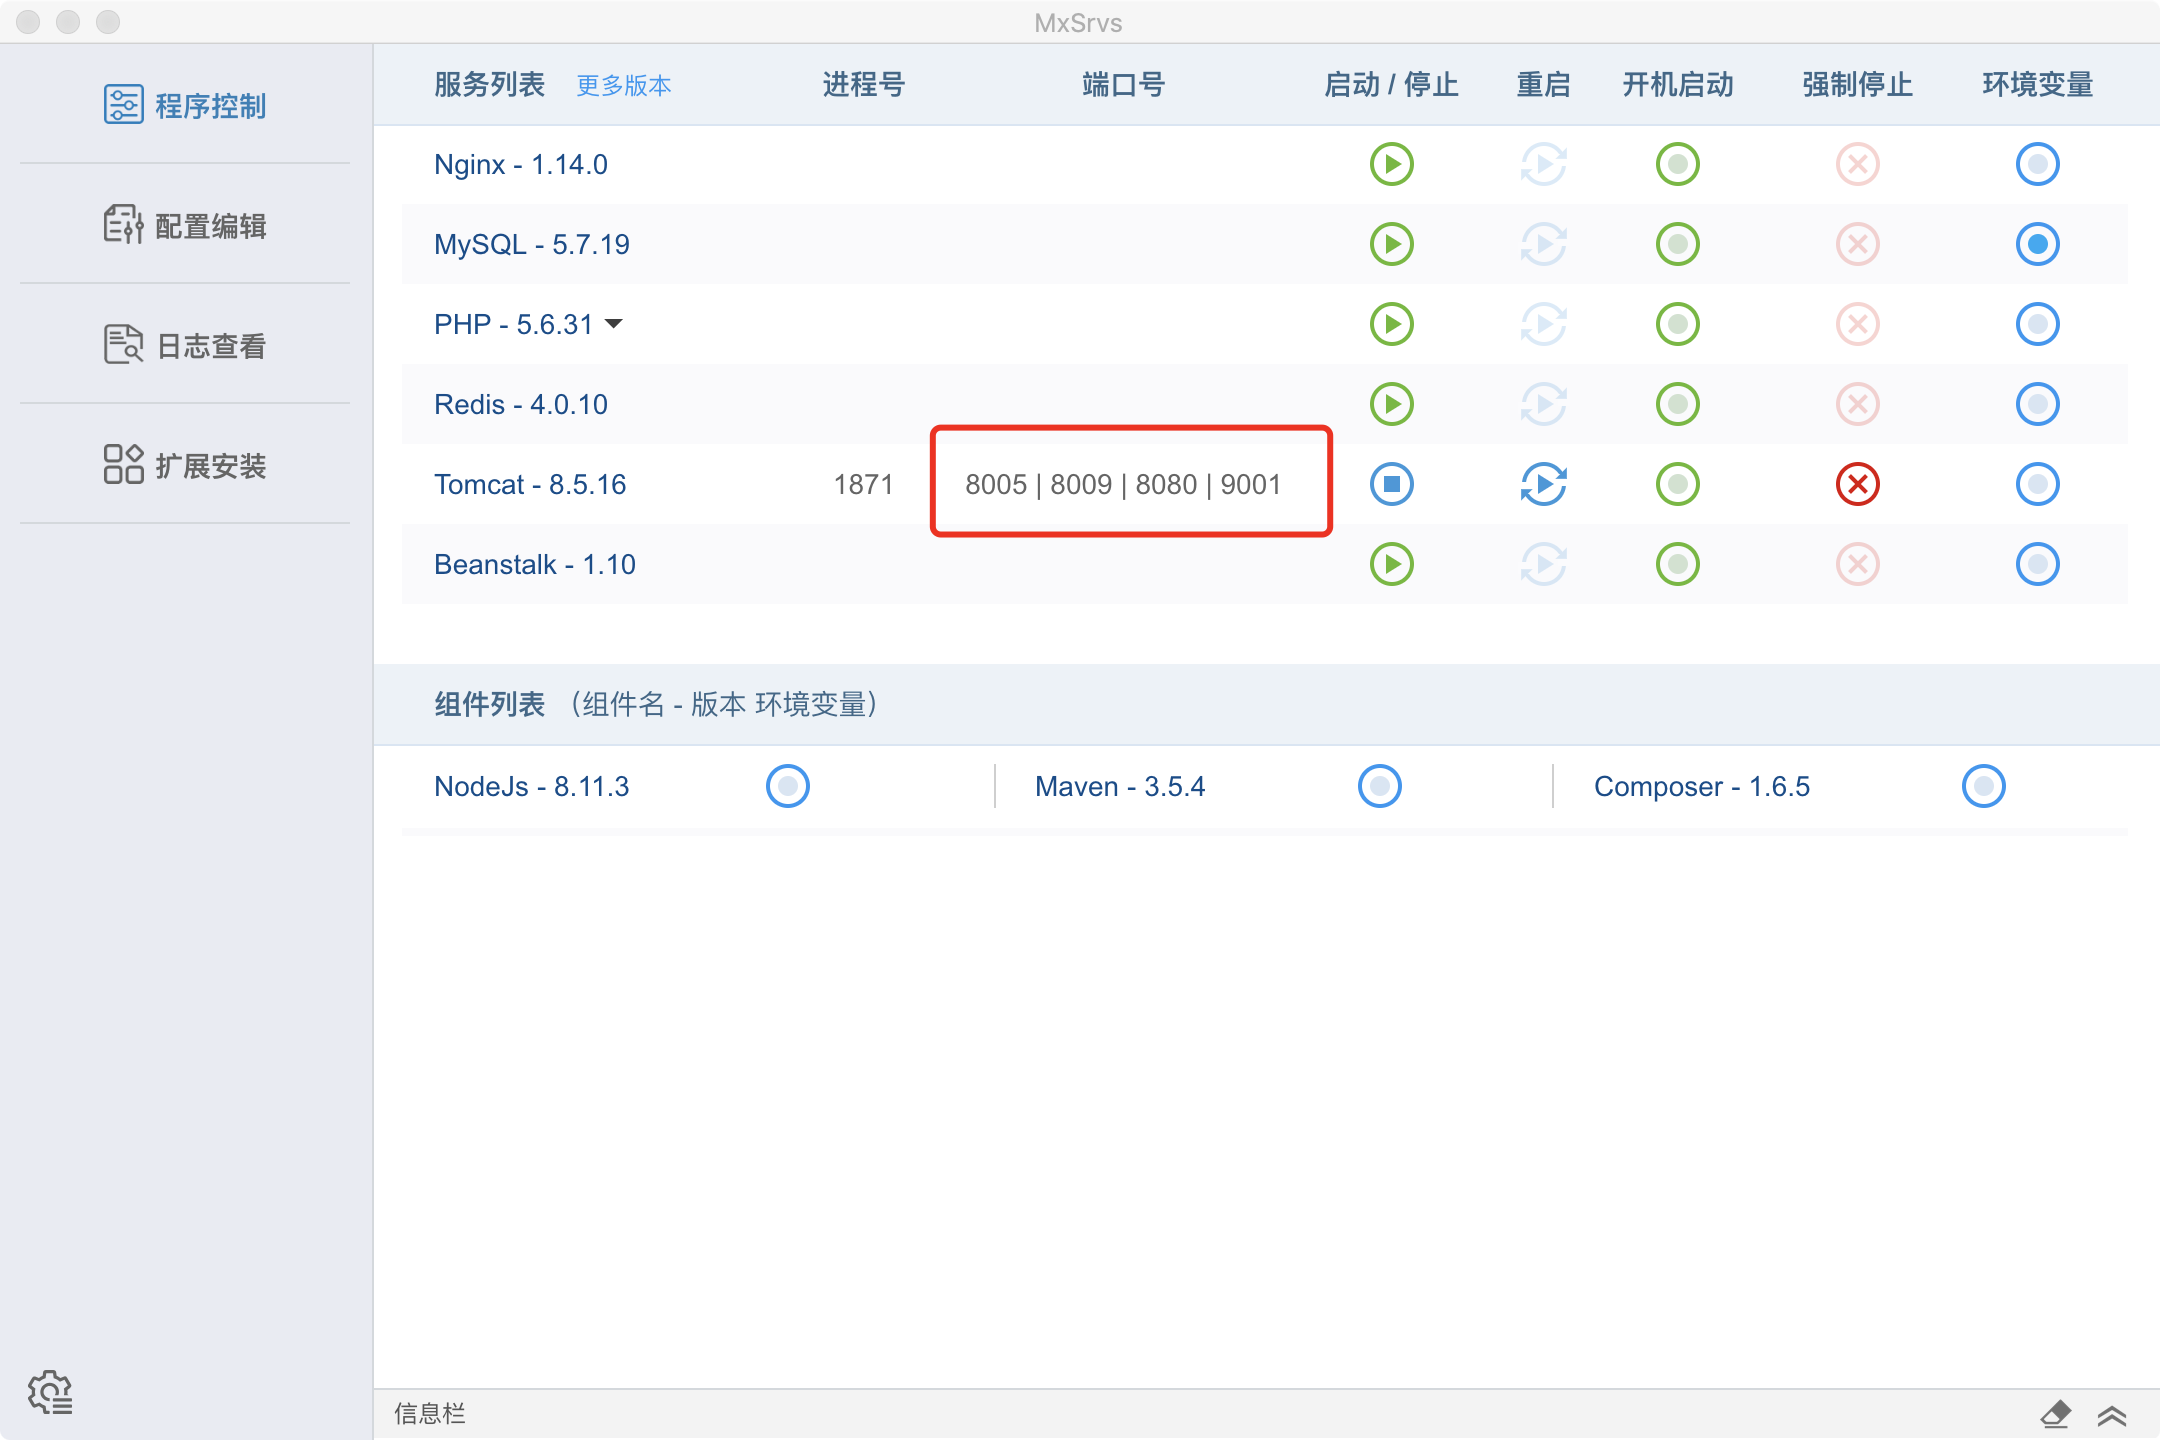 MxSrvs
程序控制
配置编辑
日志查看
扩展安装
服务列表 更多版本 进程号 端口号 启动 / 停止 重启 开机启动 强制停止 环境变量
Nginx - 1.14.0
MySQL - 5.7.19
PHP - 5.6.31
Redis - 4.0.10
Tomcat - 8.5.16 1871 8005 | 8009 | 8080 | 9001
Beanstalk - 1.10
组件列表 （组件名 - 版本 环境变量）
NodeJs - 8.11.3 Maven - 3.5.4 Composer - 1.6.5
信息栏